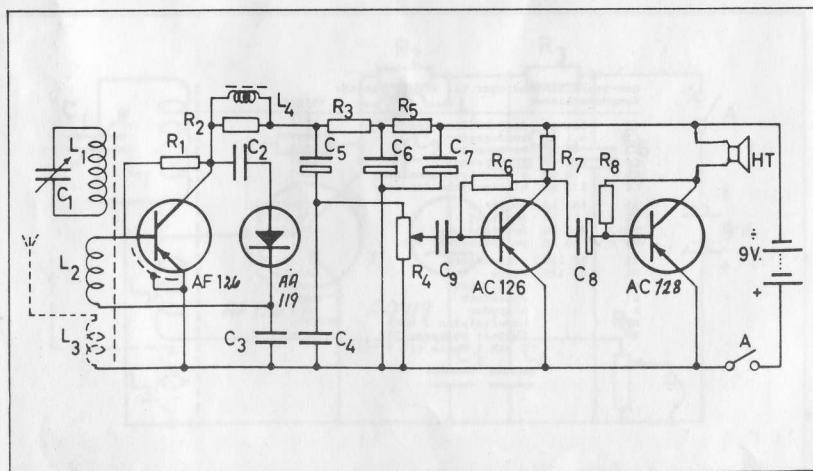 L4
R2
R3
R5
R1
C2
L1
C5
C6
C7
R6
R7
R8
HT
C1
÷
9V.
+
L2
R4
C9
C8
AF 126
AA
119
AC 126
AC 128
L3
C3
C4
A